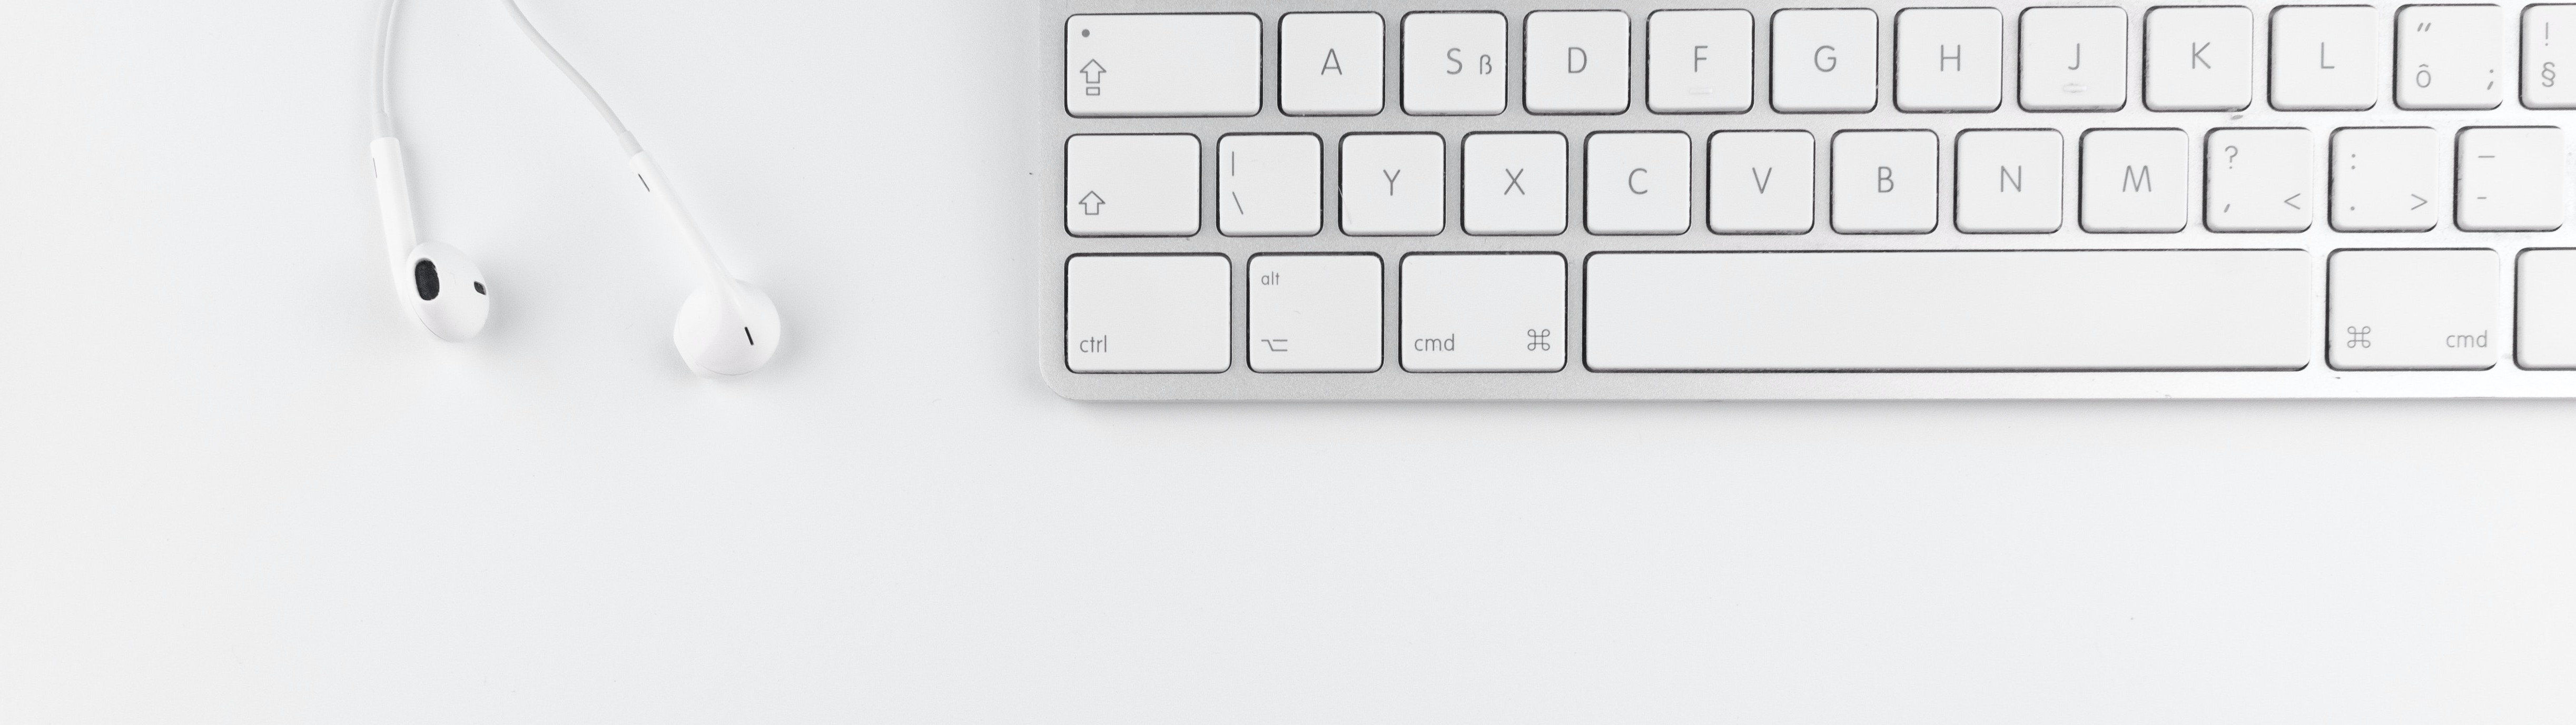 A S ß D F G H J K L “ ô ; ! §
| \ Y X C V B N M ? , < : . > – -
alt
ctrl cmd ⌘ ⌘ cmd